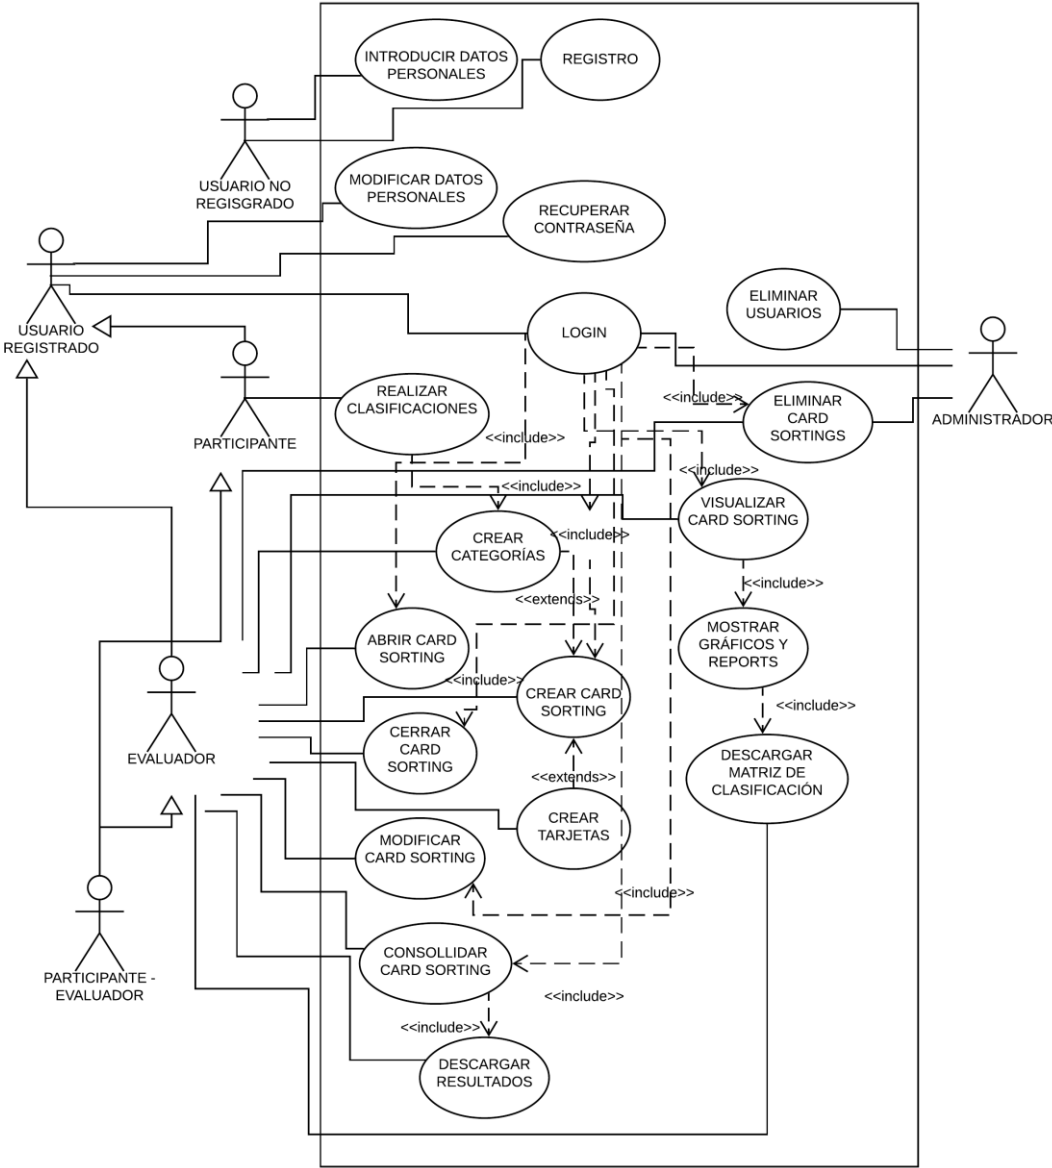 INTRODUCIR DATOS
PERSONALES
REGISTRO
USUARIO NO
REGISGRADO
MODIFICAR DATOS
PERSONALES
RECUPERAR
CONTRASEÑA
USUARIO
REGISTRADO
LOGIN
ELIMINAR
USUARIOS
ADMINISTRADOR
REALIZAR
CLASIFICACIONES
PARTICIPANTE
<<include>>
ELIMINAR
CARD
SORTINGS
<<include>>
<<include>>
<<include>>
VISUALIZAR
CARD SORTING
CREAR
CATEGORÍAS
<<include>>
<<include>>
<<extends>>
ABRIR CARD
SORTING
MOSTRAR
GRÁFICOS Y
REPORTS
<<include>>
CREAR CARD
SORTING
<<include>>
CERRAR
CARD
SORTING
EVALUADOR
DESCARGAR
MATRIZ DE
CLASIFICACIÓN
<<extends>>
CREAR
TARJETAS
MODIFICAR
CARD SORTING
<<include>>
CONSOLLIDAR
CARD SORTING
PARTICIPANTE -
EVALUADOR
<<include>>
<<include>>
DESCARGAR
RESULTADOS